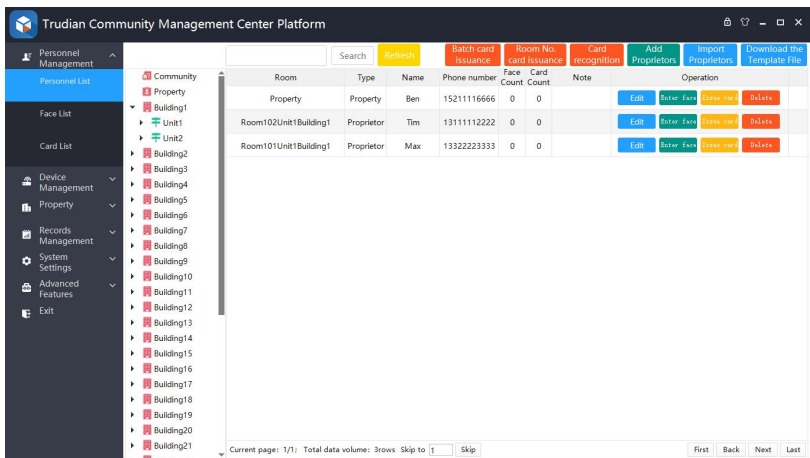 Trudian Community Management Center Platform
Personnel
Management
Personnel List
Face List
Card List
Device
Management
Property
Records
Management
System
Settings
Advanced
Features
Exit
Community
Property
Building1
Unit1
Unit2
Building2
Building3
Building4
Building5
Building6
Building7
Building8
Building9
Building10
Building11
Building12
Building13
Building14
Building15
Building16
Building17
Building18
Building19
Building20
Building21
Search
Refresh
Batch card
issuance
Room No.
card issuance
Card
recognition
Add
Proprietors
Import
Proprietors
Download the
Template File
Room Type Name Phone number Face Count Card Count Note Operation
Property Property Ben 15211116666 0 0 Edit Enter face Issue card Delete
Room102Unit1Building1 Proprietor Tim 13111112222 0 0 Edit Enter face Issue card Delete
Room101Unit1Building1 Proprietor Max 13322223333 0 0 Edit Enter face Issue card Delete
Current page: 1/1; Total data volume: 3rows Skip to 1 Skip
First Back Next Last